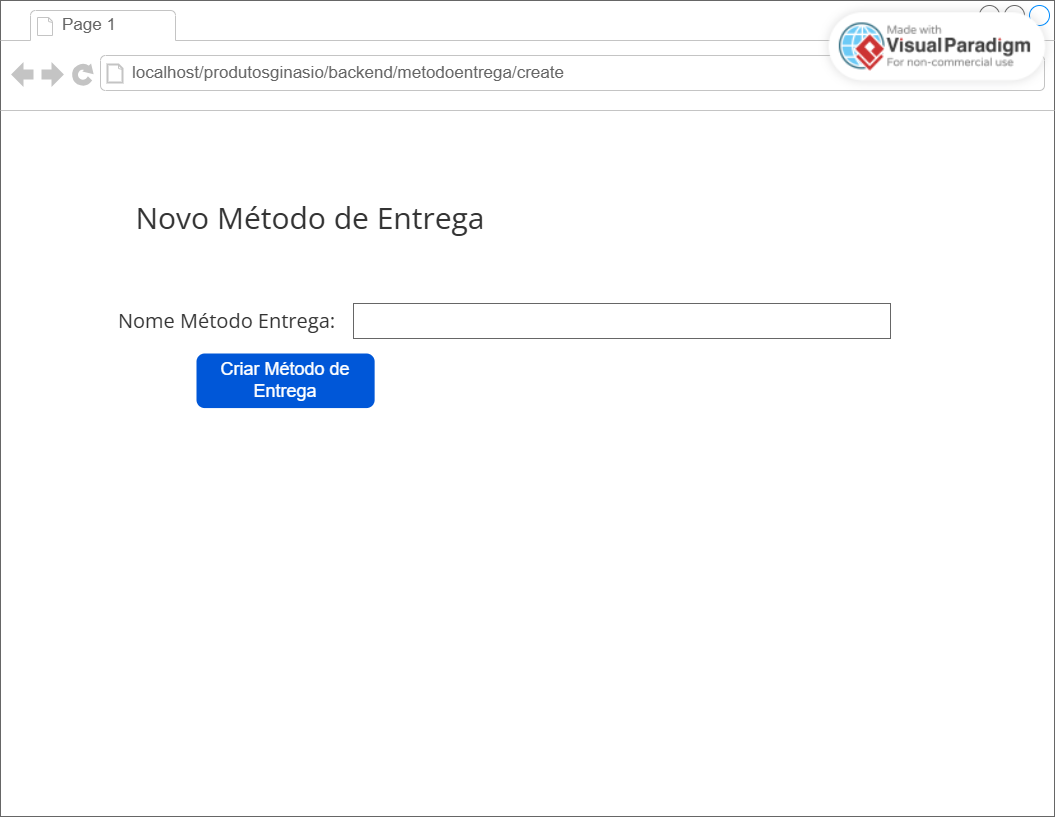 Page 1
Made with
Visual Paradigm
For non-commercial use
localhost/produtosginasio/backend/metodoentrega/create
Novo Método de Entrega
Nome Método Entrega:
Criar Método de
Entrega